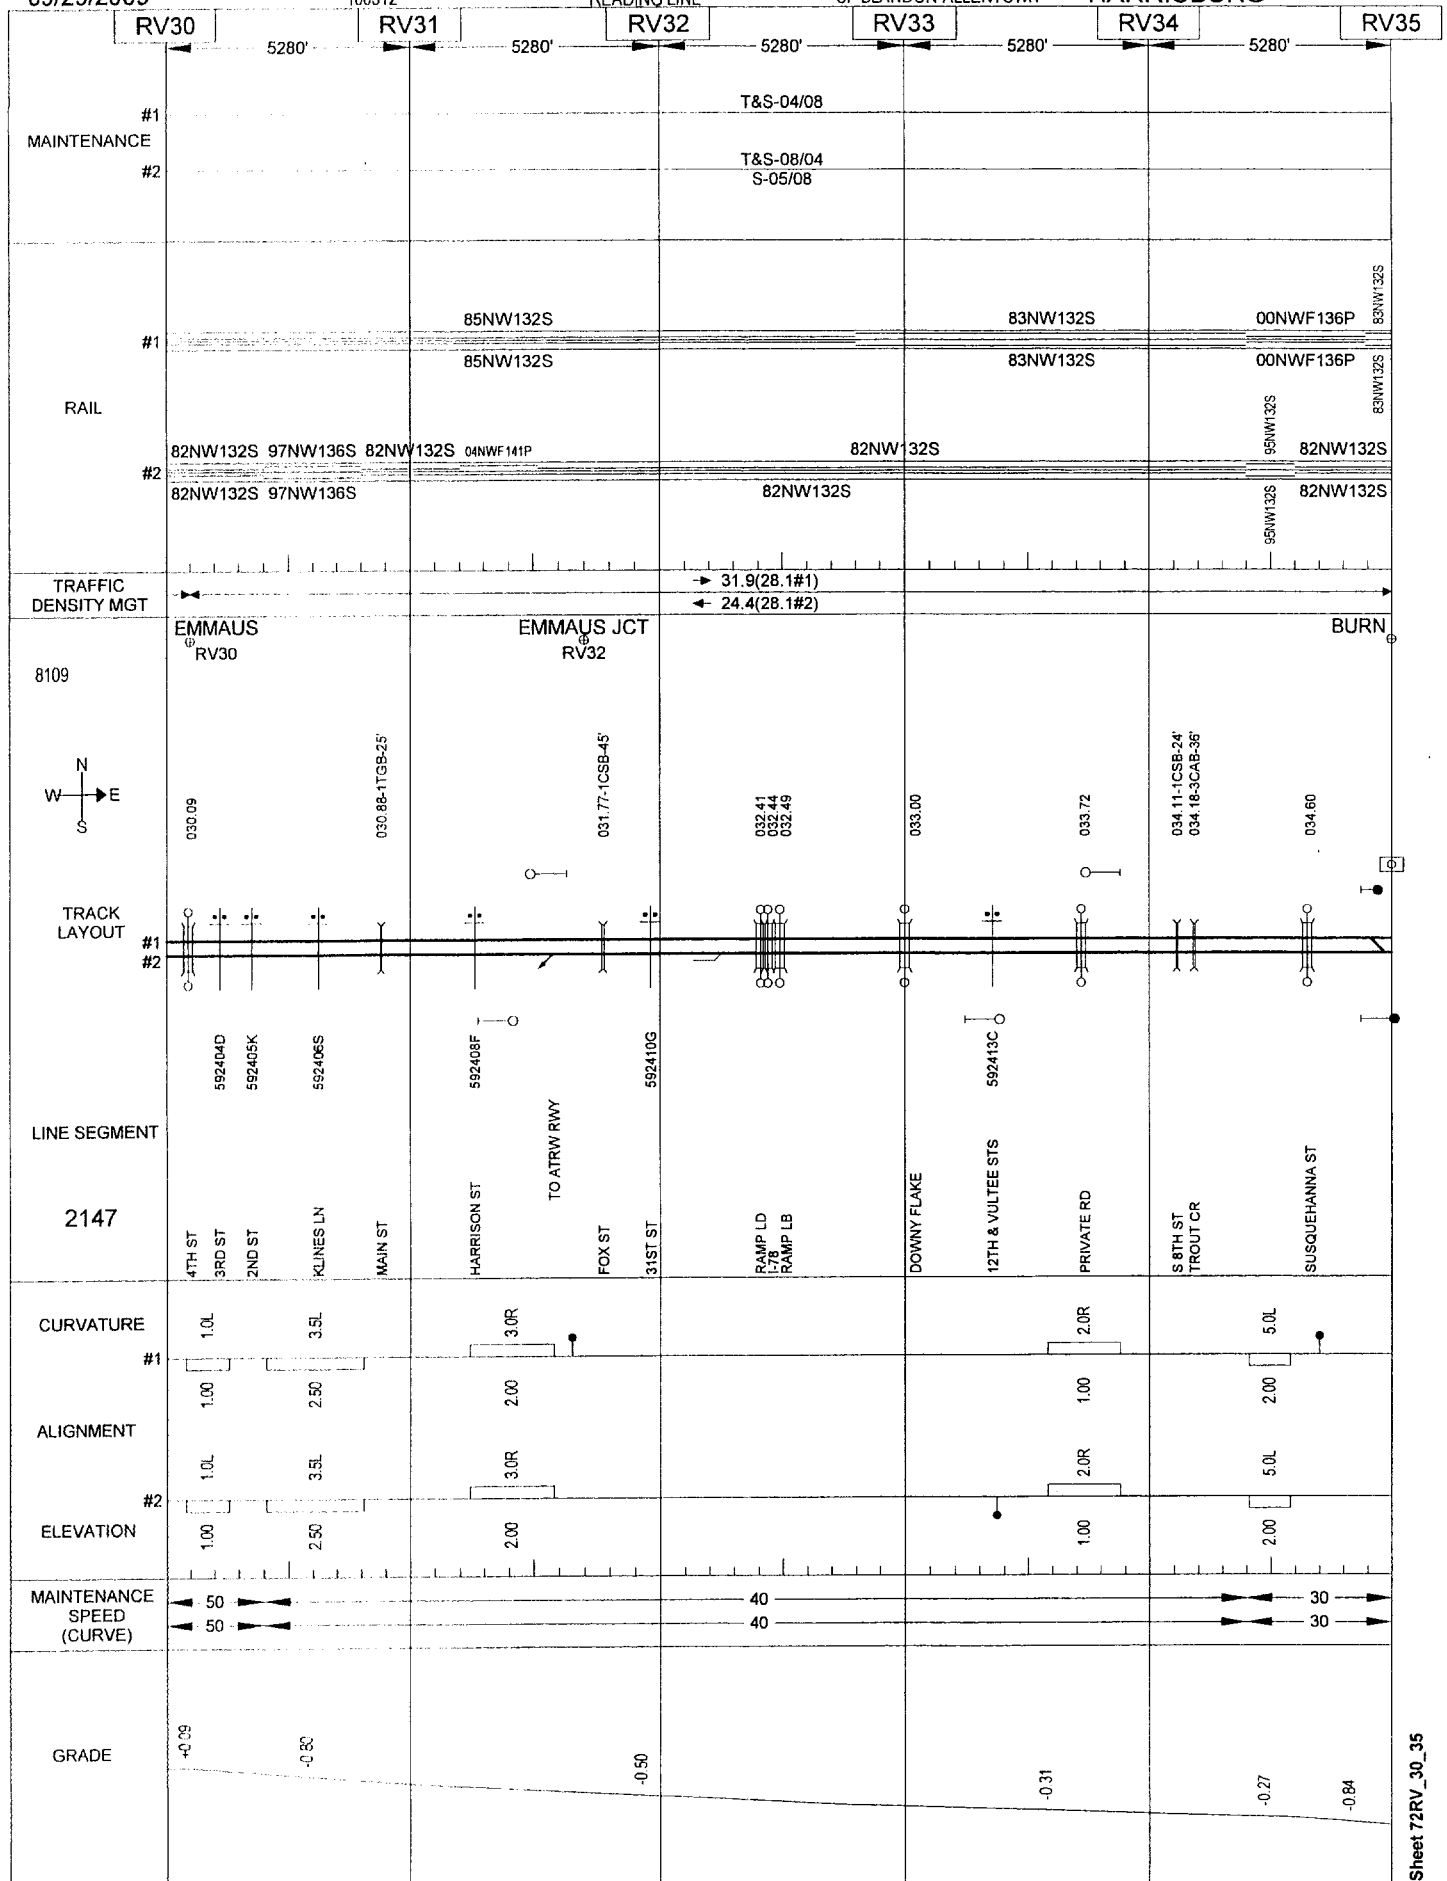 RV30 RV31 RV32 RV33 RV34 RV35
5280' 5280' 5280' 5280' 5280'
MAINTENANCE
#1 T&S-04/08
#2 T&S-08/04
S-05/08
RAIL
85NW132S 83NW132S 00NWF136P 83NW132S
#1
85NW132S 83NW132S 00NWF136P 83NW132S
82NW132S 97NW136S 82NW132S 04NWF141P 82NW132S 95NW132S 82NW132S
#2
82NW132S 97NW136S 82NW132S 95NW132S 82NW132S
TRAFFIC
DENSITY MGT
31.9(28.1#1)
24.4(28.1#2)
EMMAUS EMMAUS JCT BURN
RV30 RV32
8109
N
W E
S
030.09 030.88-1TGB-25' 031.77-1CSB-45' 032.41 032.44 032.49 033.00 033.72 034.11-1CSB-24' 034.18-3CAB-36' 034.60
TRACK
LAYOUT
#1
#2
592404D 592405K 592406S 592408F 592410G 592413C
LINE SEGMENT
2147
4TH ST
3RD ST
2ND ST
KLINES LN
MAIN ST
HARRISON ST
TO ATRW RWY
FOX ST
31ST ST
RAMP LD
I-78
RAMP LB
DOWNY FLAKE
12TH & VULTEE STS
PRIVATE RD
S 8TH ST
TROUT CR
SUSQUEHANNA ST
CURVATURE
1.0L 3.5L 3.0R 2.0R 5.0L
#1
1.00 2.50 2.00 1.00 2.00
ALIGNMENT
1.0L 3.5L 3.0R 2.0R 5.0L
#2
ELEVATION
1.00 2.50 2.00 1.00 2.00
MAINTENANCE
SPEED
(CURVE)
50 40 30
50 40 30
GRADE
+0.09 -0.80 -0.50 -0.31 -0.27 -0.84
Sheet 72RV_30_35